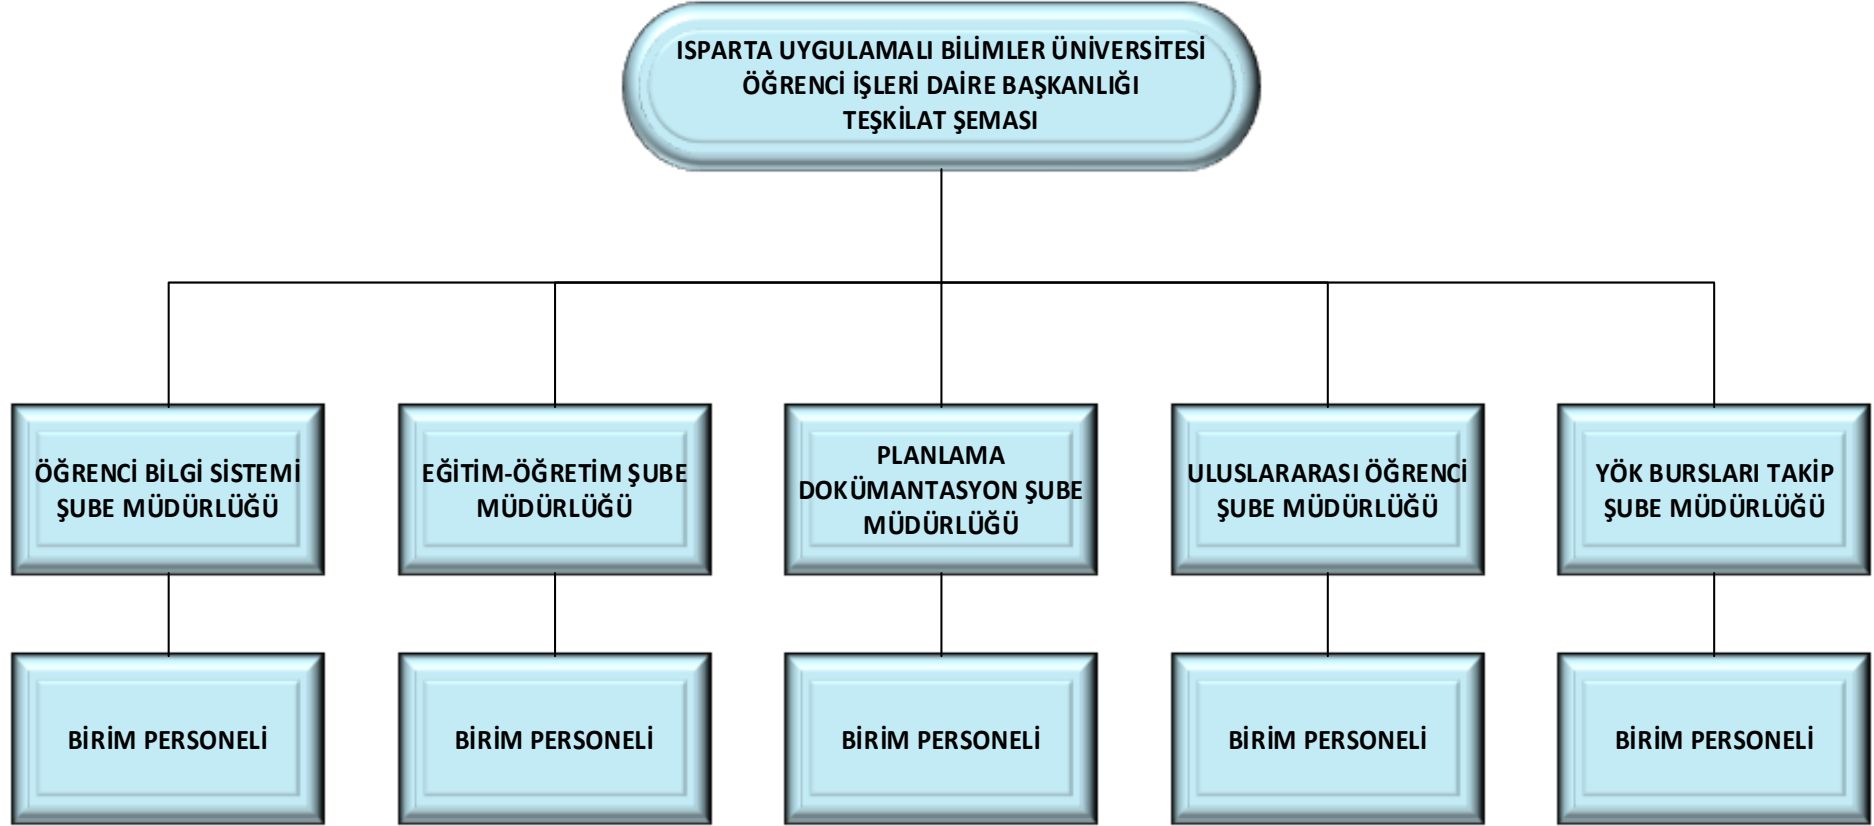 ISPARTA UYGULAMALI BİLİMLER ÜNİVERSİTESİ
ÖĞRENCİ İŞLERİ DAİRE BAŞKANLIĞI
TEŞKİLAT ŞEMASI
ÖĞRENCİ BİLGİ SİSTEMİ
ŞUBE MÜDÜRLÜĞÜ
EĞİTİM-ÖĞRETİM ŞUBE
MÜDÜRLÜĞÜ
PLANLAMA
DOKÜMANTASYON ŞUBE
MÜDÜRLÜĞÜ
ULUSLARARASI ÖĞRENCİ
ŞUBE MÜDÜRLÜĞÜ
YÖK BURSLARI TAKİP
ŞUBE MÜDÜRLÜĞÜ
BİRİM PERSONELİ
BİRİM PERSONELİ
BİRİM PERSONELİ
BİRİM PERSONELİ
BİRİM PERSONELİ